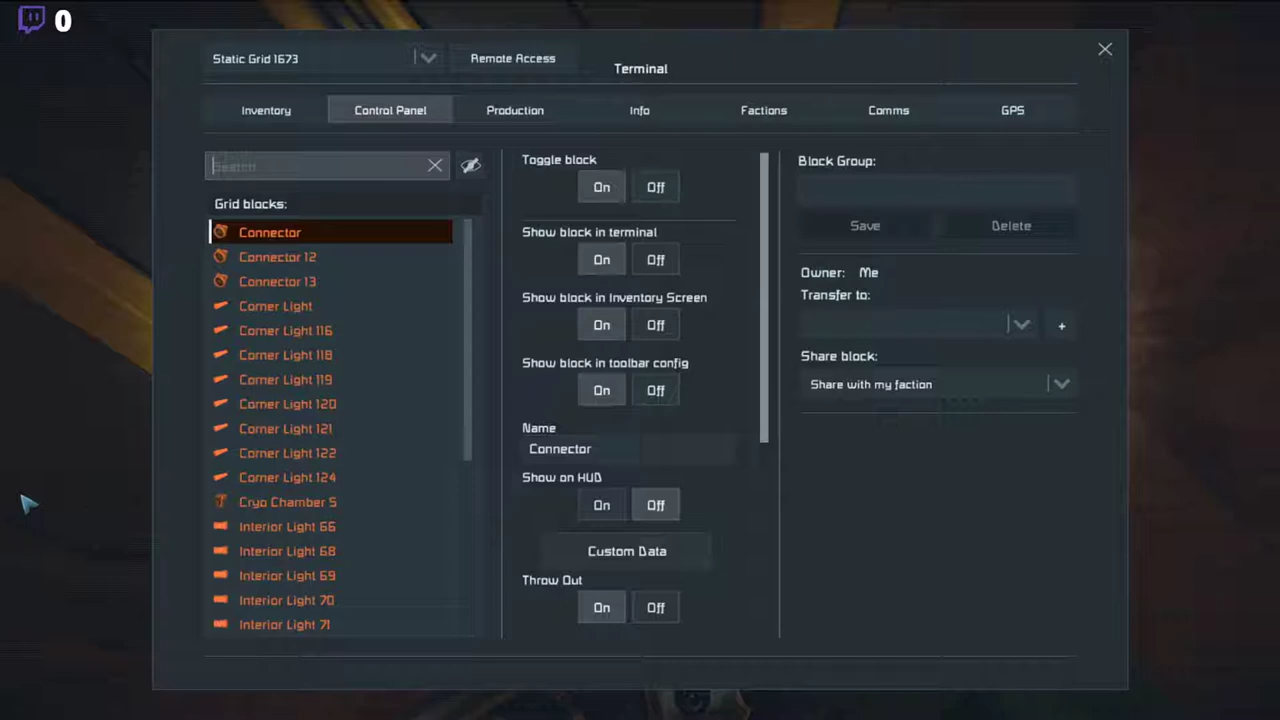 0
Static Grid 1673
Remote Access
Terminal
Inventory
Control Panel
Production
Info
Factions
Comms
GPS
Search
Grid blocks:
Connector
Connector 12
Connector 13
Corner Light
Corner Light 116
Corner Light 118
Corner Light 119
Corner Light 120
Corner Light 121
Corner Light 122
Corner Light 124
Cryo Chamber 5
Interior Light 66
Interior Light 68
Interior Light 69
Interior Light 70
Interior Light 71
Toggle block
On Off
Show block in terminal
On Off
Show block in Inventory Screen
On Off
Show block in toolbar config
On Off
Name
Connector
Show on HUD
On Off
Custom Data
Throw Out
On Off
Block Group:
Save Delete
Owner: Me
Transfer to:
+
Share block:
Share with my faction